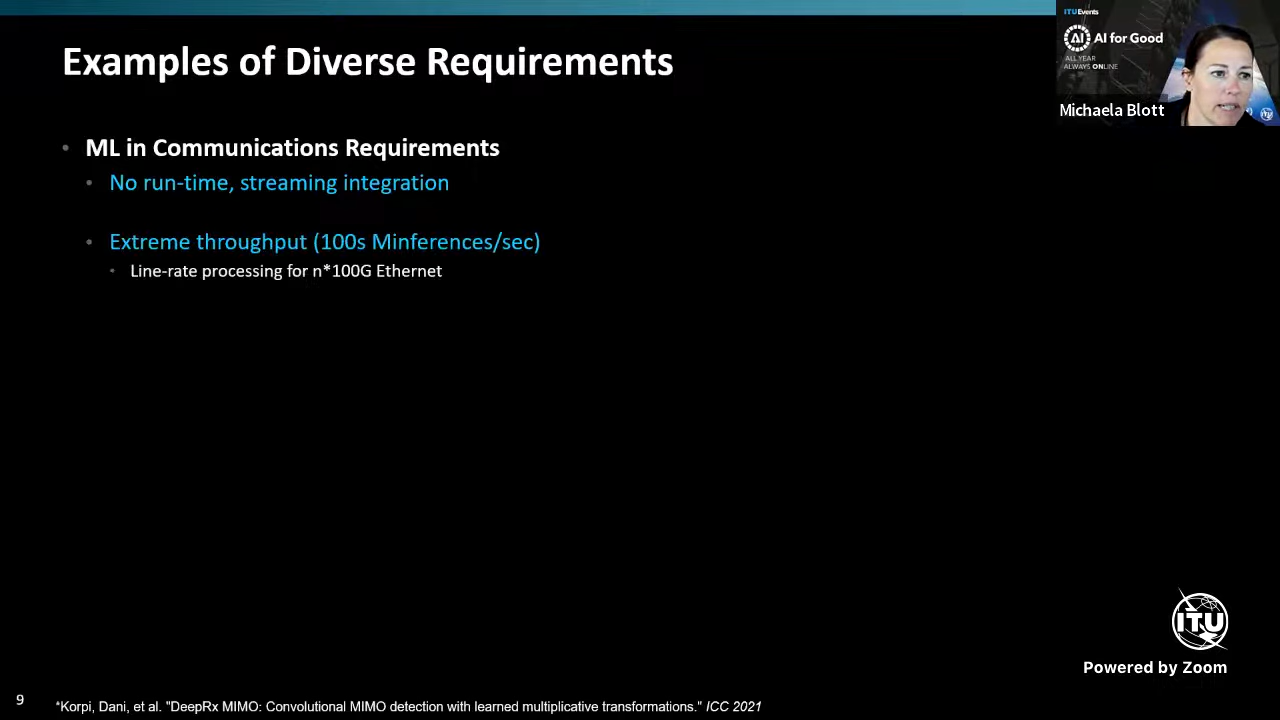 Examples of Diverse Requirements
ITUEvents
AI AI for Good
ALL YEAR
ALWAYS ONLINE
Michaela Blott
• ML in Communications Requirements
• No run-time, streaming integration
• Extreme throughput (100s Minferences/sec)
• Line-rate processing for n*100G Ethernet
ITU
Powered by Zoom
9
*Korpi, Dani, et al. "DeepRx MIMO: Convolutional MIMO detection with learned multiplicative transformations." ICC 2021